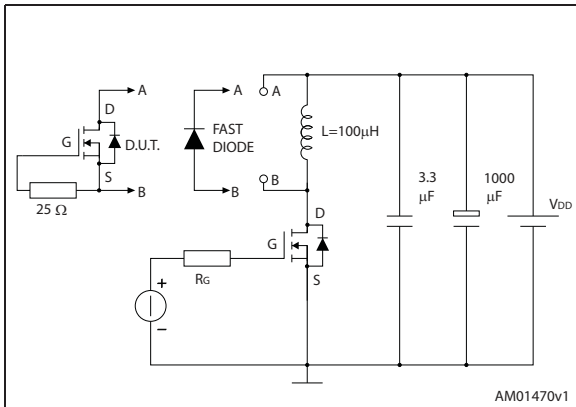 A
D
G
D.U.T.
S
B
25 Ω
A
FAST
DIODE
B
A
L=100μH
B
D
G
S
RG
+
–
3.3
μF
1000
μF
VDD
AM01470v1